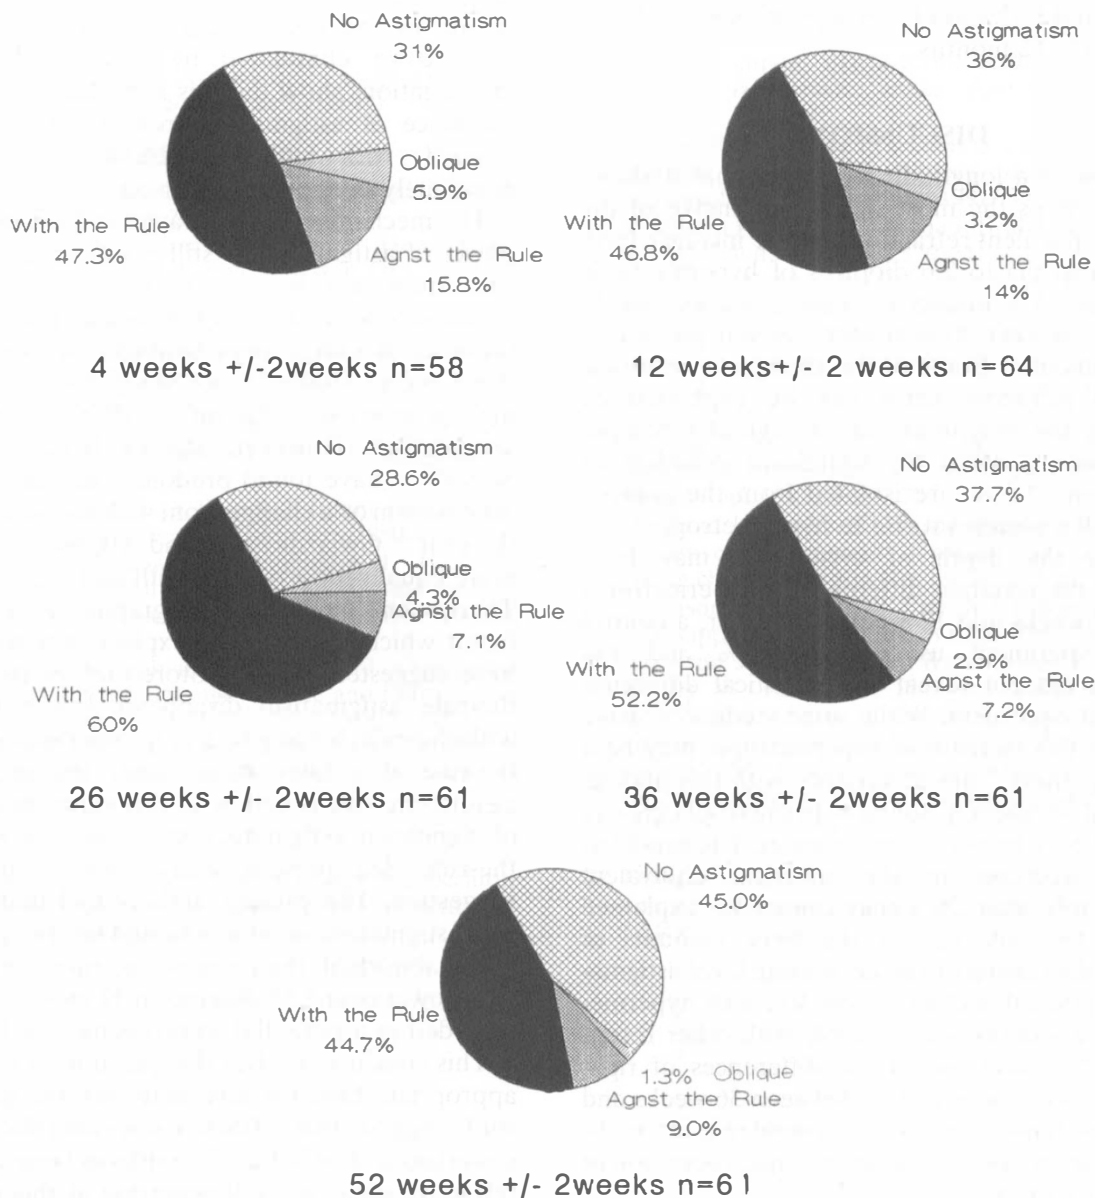 No Astigmatism
31%
Oblique
5.9%
With the Rule
47.3%
Agnst the Rule
15.8%
4 weeks +/-2weeks n=58
No Astigmatism
36%
Oblique
3.2%
With the Rule
46.8%
Agnst the Rule
14%
12 weeks+/- 2 weeks n=64
No Astigmatism
28.6%
Oblique
4.3%
Agnst the Rule
7.1%
With the Rule
60%
26 weeks +/- 2weeks n=61
No Astigmatism
37.7%
Oblique
2.9%
With the Rule
52.2%
Agnst the Rule
7.2%
36 weeks +/- 2weeks n=61
No Astigmatism
45.0%
With the Rule
44.7%
1.3% Oblique
Agnst the Rule
9.0%
52 weeks +/- 2weeks n=61